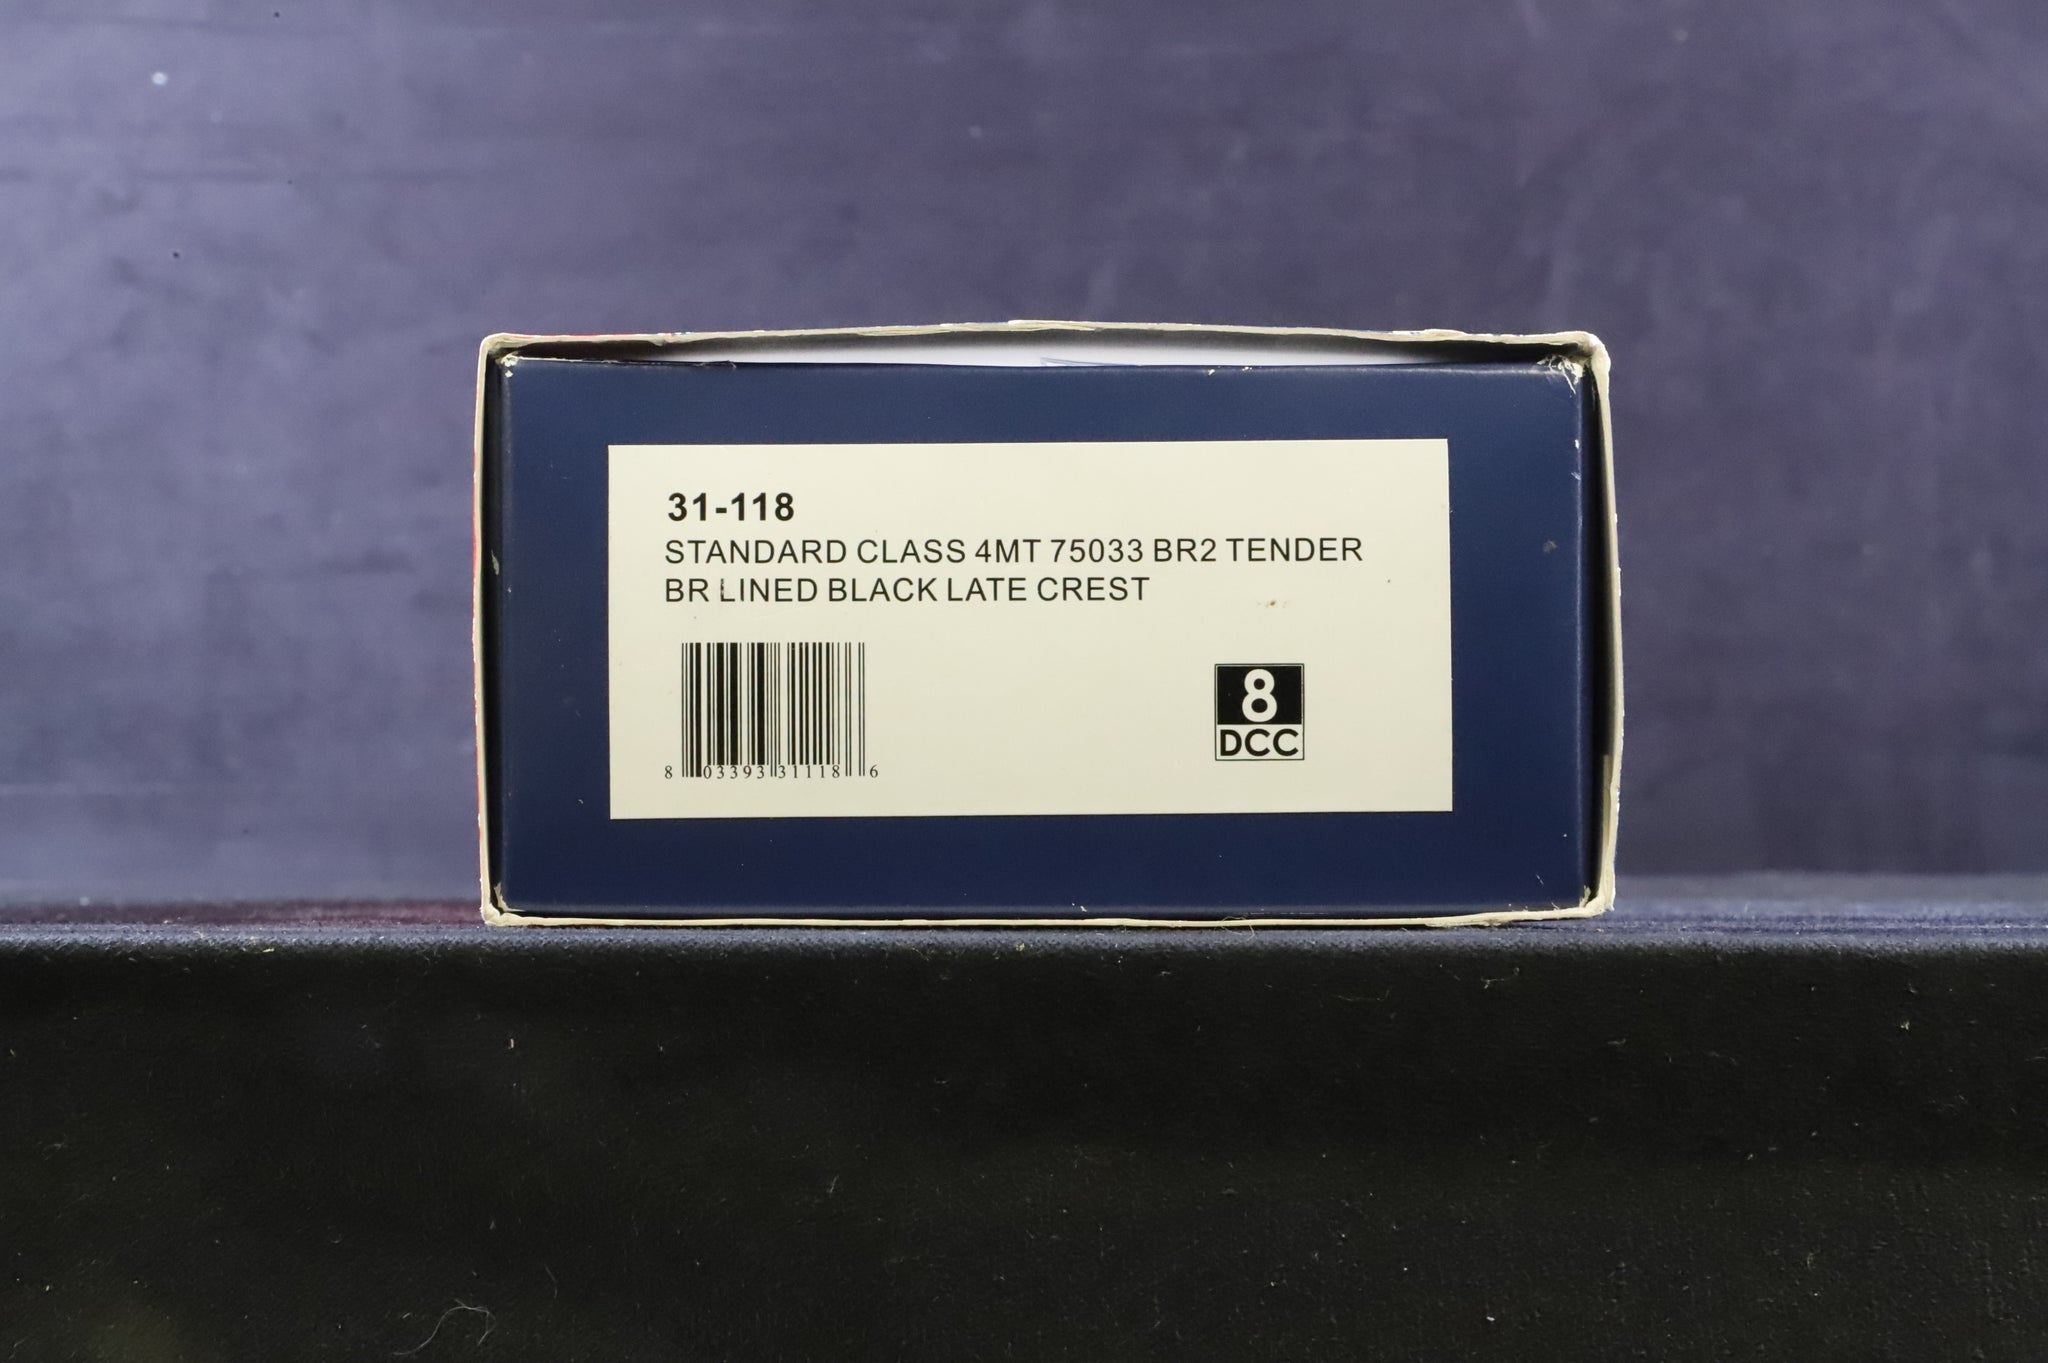 31-118
STANDARD CLASS 4MT 75033 BR2 TENDER
BR LINED BLACK LATE CREST
8 03393 31118 6
8
DCC